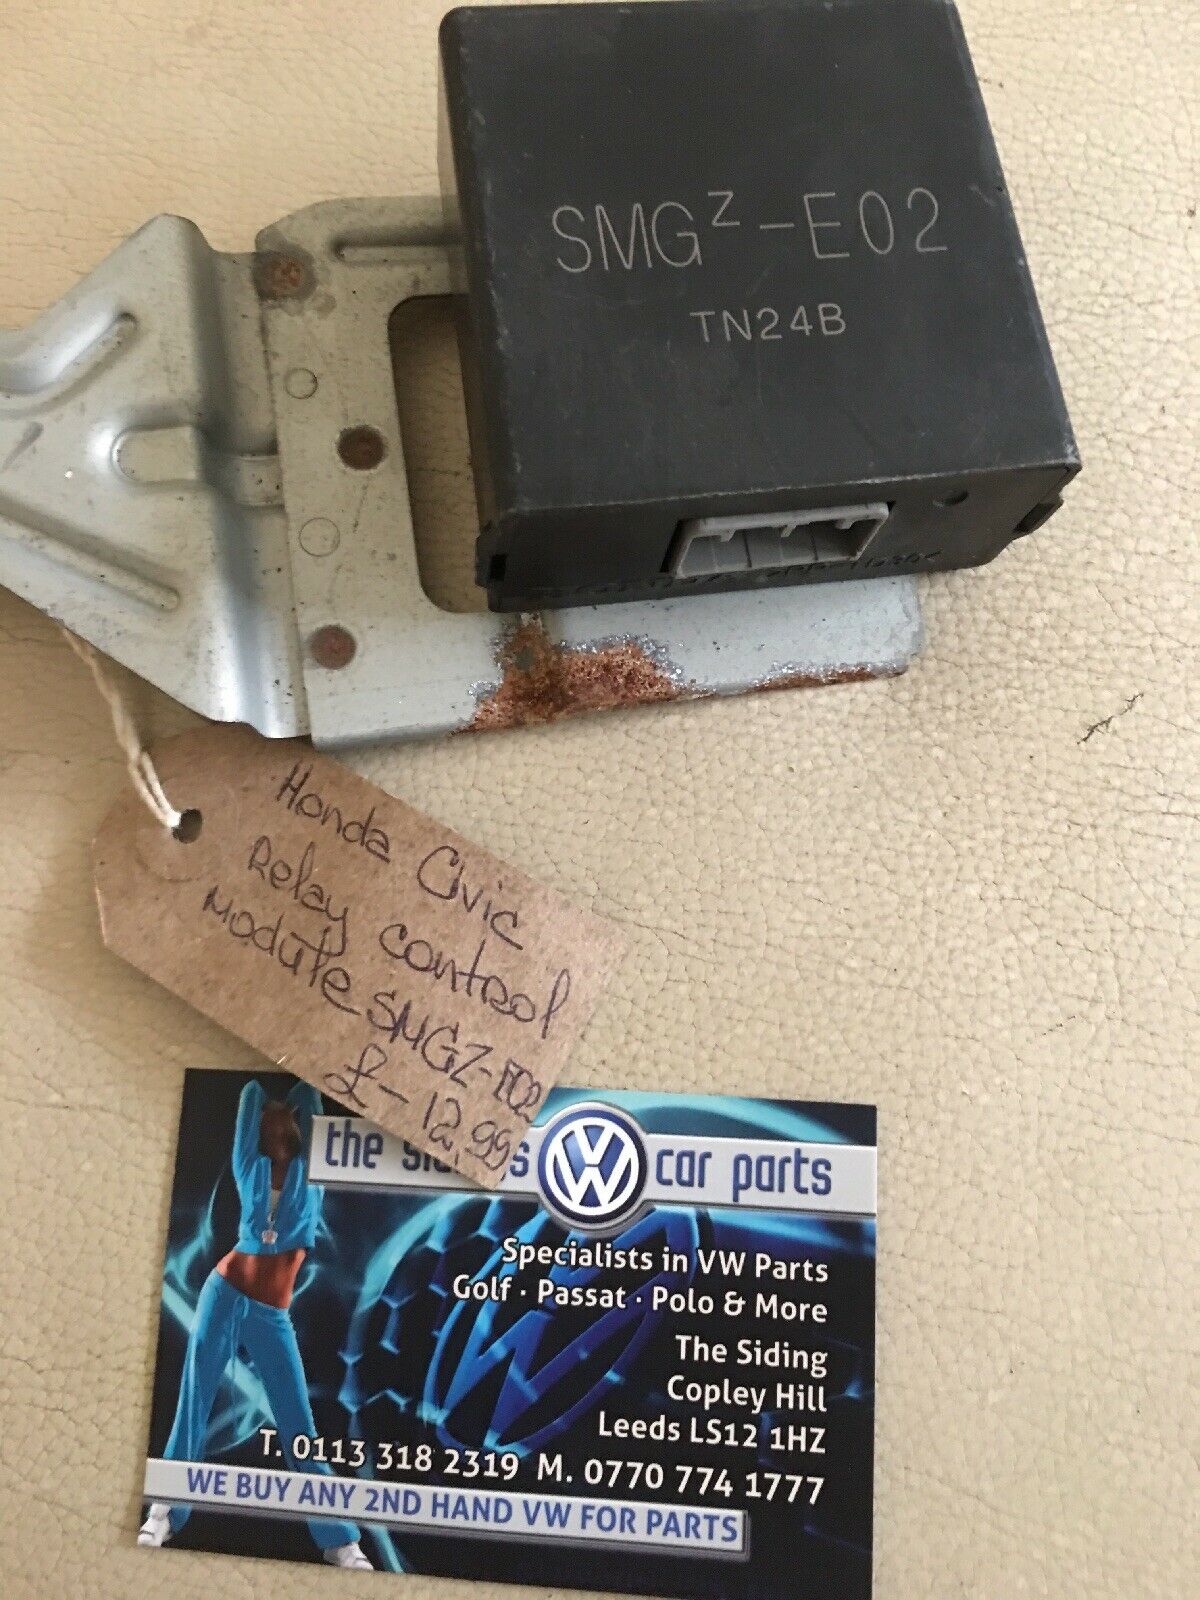 SMGZ-E02
TN24B
Honda Civic
Relay control
module SMGZ-E02
£-12,99
the s
s
car parts
Specialists in VW Parts
Golf · Passat · Polo & More
The Siding
Copley Hill
Leeds LS12 1HZ
T. 0113 318 2319 M. 0770 774 1777
WE BUY ANY 2ND HAND VW FOR PARTS